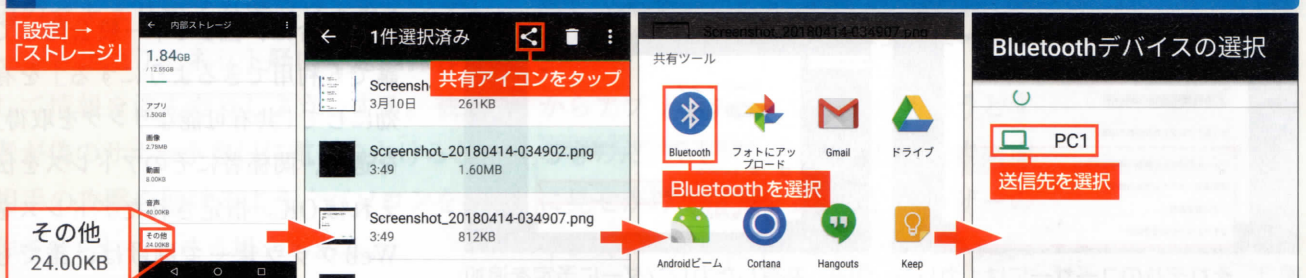 「設定」→
「ストレージ」
← 内部ストレージ
1.84GB
/ 12.55GB
アプリ
1.50GB
画像
2.79MB
動画
8.00KB
音声
40.00KB
その他
24.00KB
その他
24.00KB
1件選択済み
共有アイコンをタップ
Screensh
3月10日 261KB
Screenshot_20180414-034902.png
3:49 1.60MB
Screenshot_20180414-034907.png
3:49 812KB
Screenshot_20180414-034907.png
共有ツール
Bluetooth
フォトにアッ
プロード
Gmail
ドライブ
Bluetoothを選択
Androidビーム
Cortana
Hangouts
Keep
Bluetoothデバイスの選択
PC1
送信先を選択